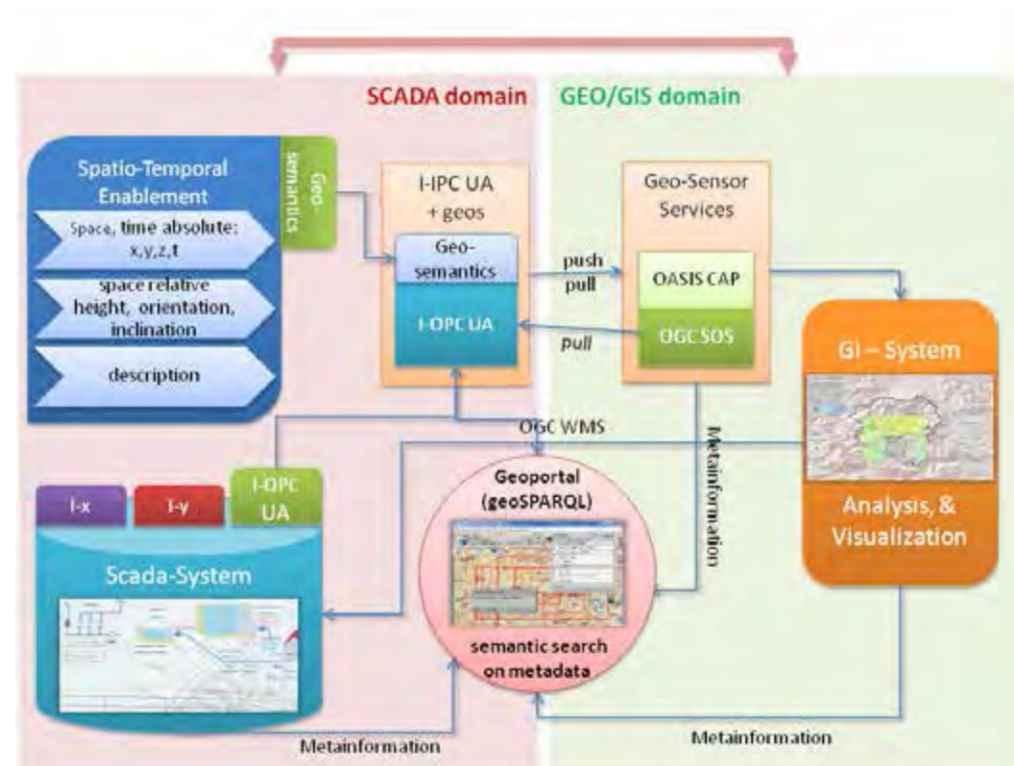 SCADA domain
GEO/GIS domain
Spatio-Temporal
Enablement
Geo-
semantics
Space, time absolute:
x,y,z,t
space relative
height, orientation,
inclination
description
I-IPC UA
+ geos
Geo-
semantics
I-OPC UA
push
pull
pull
Geo-Sensor
Services
OASIS CAP
OGC SOS
GI – System
Analysis, &
Visualization
OGC WMS
Metainformation
Geoportal
(geoSPARQL)
semantic search
on metadata
I-x
I-y
I-OPC
UA
Scada-System
Metainformation
Metainformation